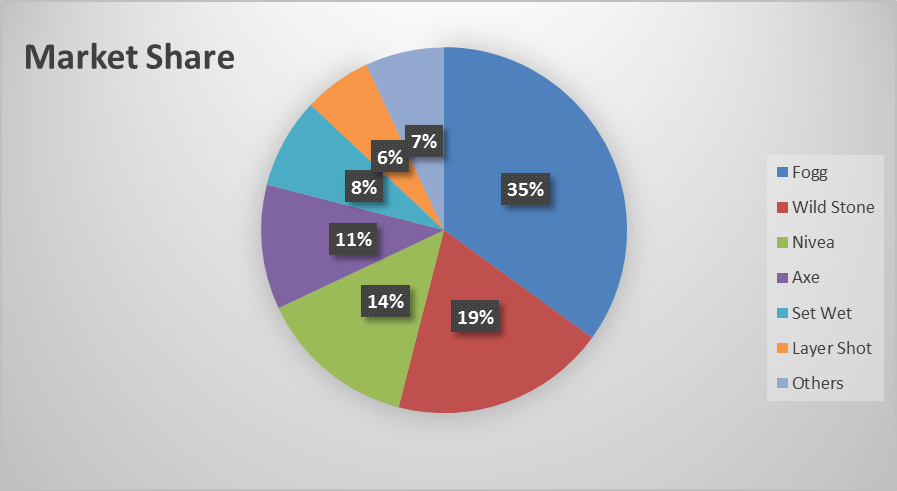 Market Share
7%
6%
8%
35%
11%
14%
19%
Fogg
Wild Stone
Nivea
Axe
Set Wet
Layer Shot
Others